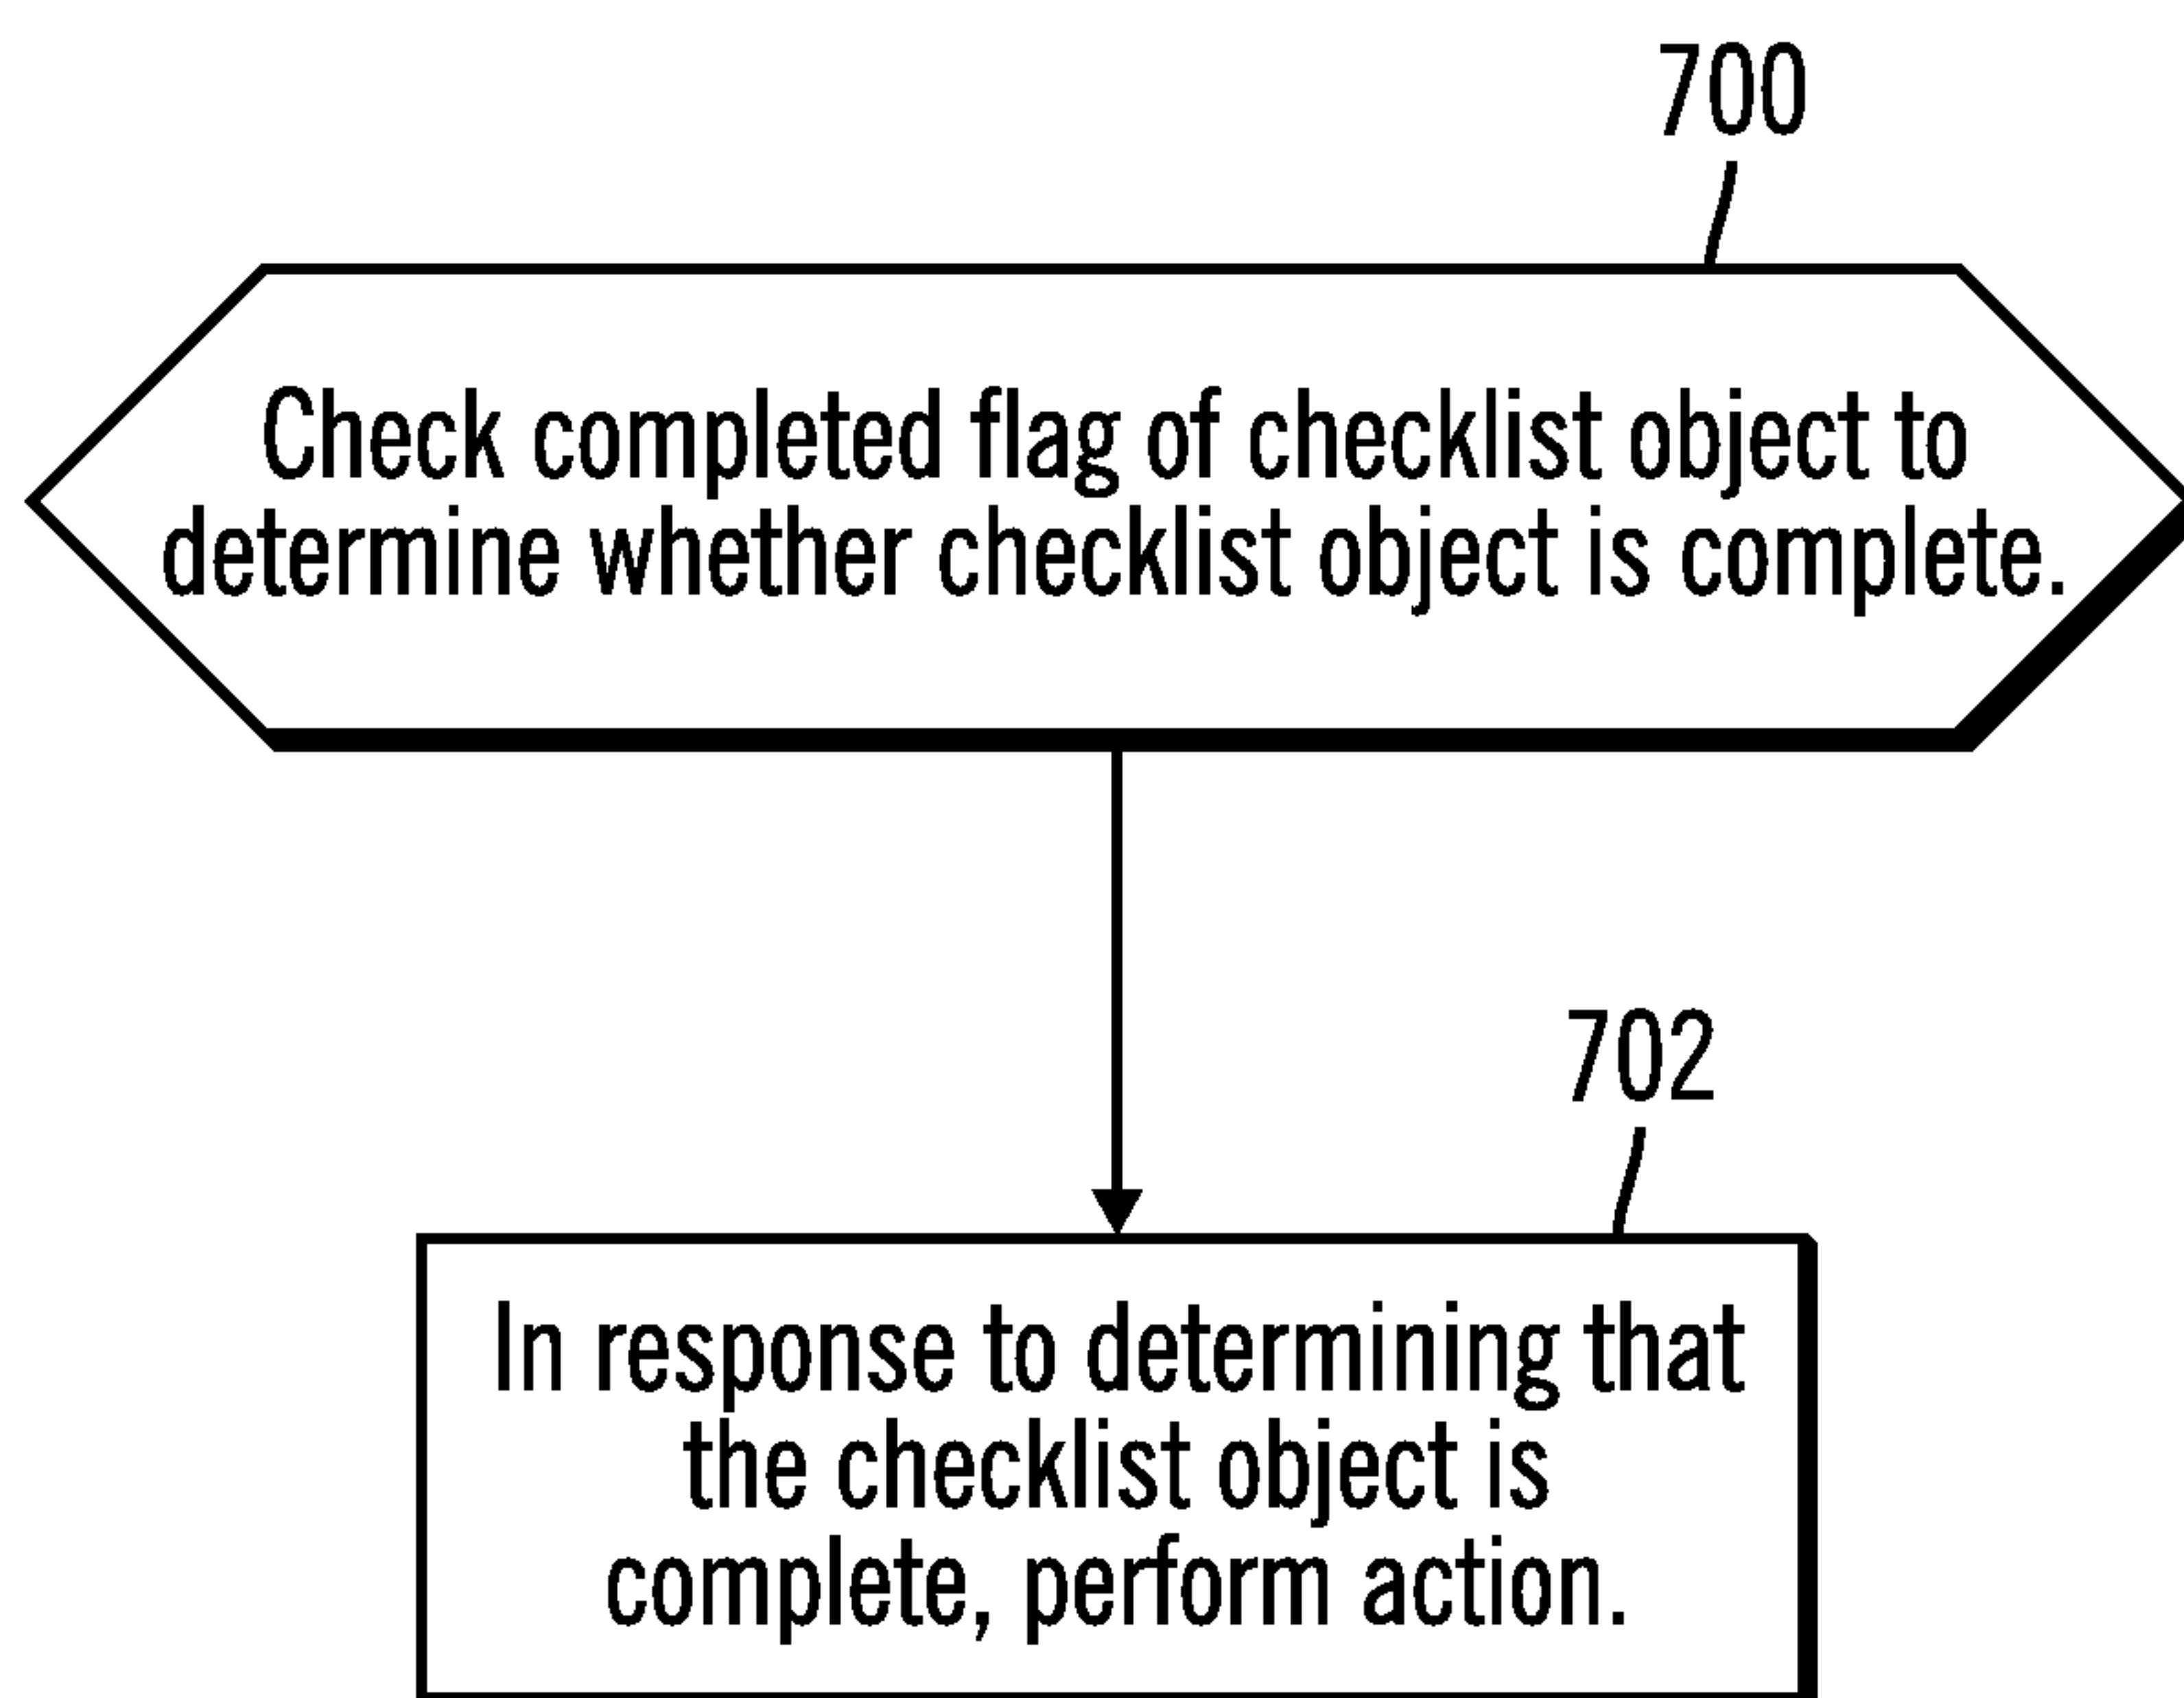 700
Check completed flag of checklist object to
determine whether checklist object is complete.
702
In response to determining that
the checklist object is
complete, perform action.